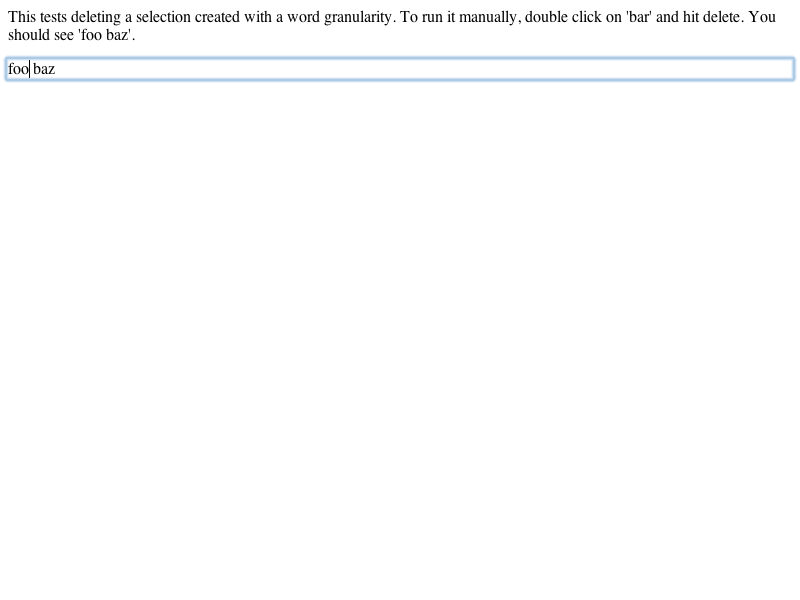 This tests deleting a selection created with a word granularity. To run it manually, double click on 'bar' and hit delete. You
should see 'foo baz'.
foo baz